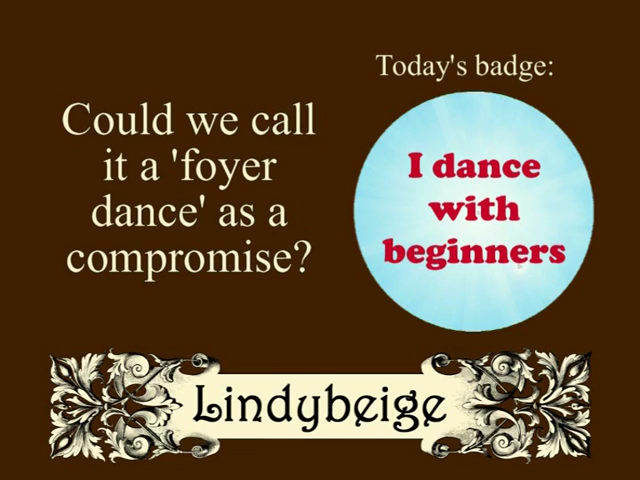 Could we call
it a 'foyer
dance' as a
compromise?
Today's badge:
I dance
with
beginners
Lindybeige